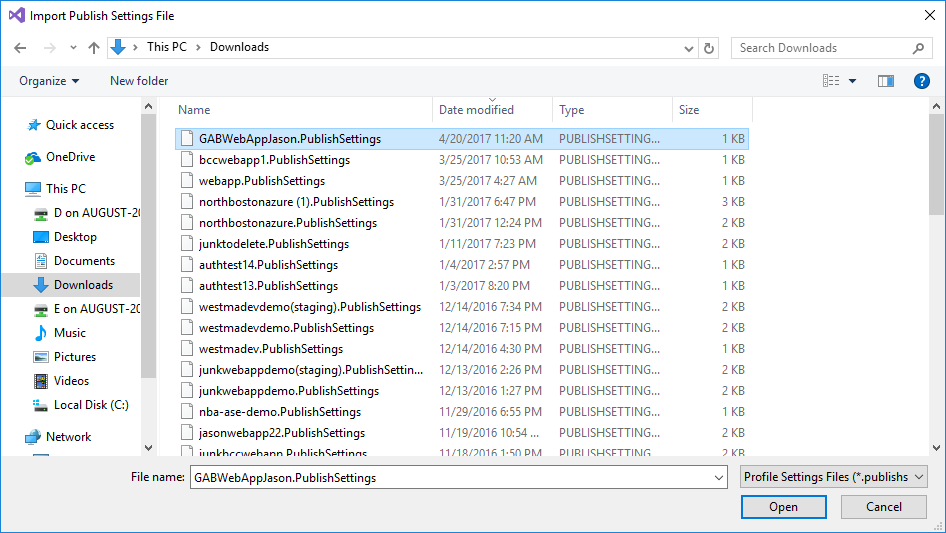 Import Publish Settings File
This PC > Downloads
Search Downloads
Organize
New folder
Name Date modified Type Size
Quick access
OneDrive
This PC
D on AUGUST-20
Desktop
Documents
Downloads
E on AUGUST-20
Music
Pictures
Videos
Local Disk (C:)
Network
GABWebAppJason.PublishSettings 4/20/2017 11:20 AM PUBLISHSETTING... 1 KB
bccwebapp1.PublishSettings 3/25/2017 10:53 AM PUBLISHSETTING... 1 KB
webapp.PublishSettings 3/25/2017 4:27 AM PUBLISHSETTING... 1 KB
northbostonazure (1).PublishSettings 1/31/2017 6:47 PM PUBLISHSETTING... 3 KB
northbostonazure.PublishSettings 1/31/2017 12:24 PM PUBLISHSETTING... 2 KB
junktodelete.PublishSettings 1/11/2017 7:23 PM PUBLISHSETTING... 2 KB
authtest14.PublishSettings 1/4/2017 2:57 PM PUBLISHSETTING... 1 KB
authtest13.PublishSettings 1/3/2017 8:20 PM PUBLISHSETTING... 1 KB
westmadevdemo(staging).PublishSettings 12/14/2016 7:34 PM PUBLISHSETTING... 2 KB
westmadevdemo.PublishSettings 12/14/2016 7:15 PM PUBLISHSETTING... 2 KB
westmadev.PublishSettings 12/14/2016 4:30 PM PUBLISHSETTING... 1 KB
junkwebappdemo(staging).PublishSettin... 12/13/2016 2:26 PM PUBLISHSETTING... 2 KB
junkwebappdemo.PublishSettings 12/13/2016 1:27 PM PUBLISHSETTING... 2 KB
nba-ase-demo.PublishSettings 11/29/2016 6:55 PM PUBLISHSETTING... 1 KB
jasonwebapp22.PublishSettings 11/19/2016 10:54 ... PUBLISHSETTING... 2 KB
junkbccwebapp.PublishSettings 11/18/2016 1:50 PM PUBLISHSETTING... 2 KB
File name: GABWebAppJason.PublishSettings
Profile Settings Files (*.publishs
Open
Cancel